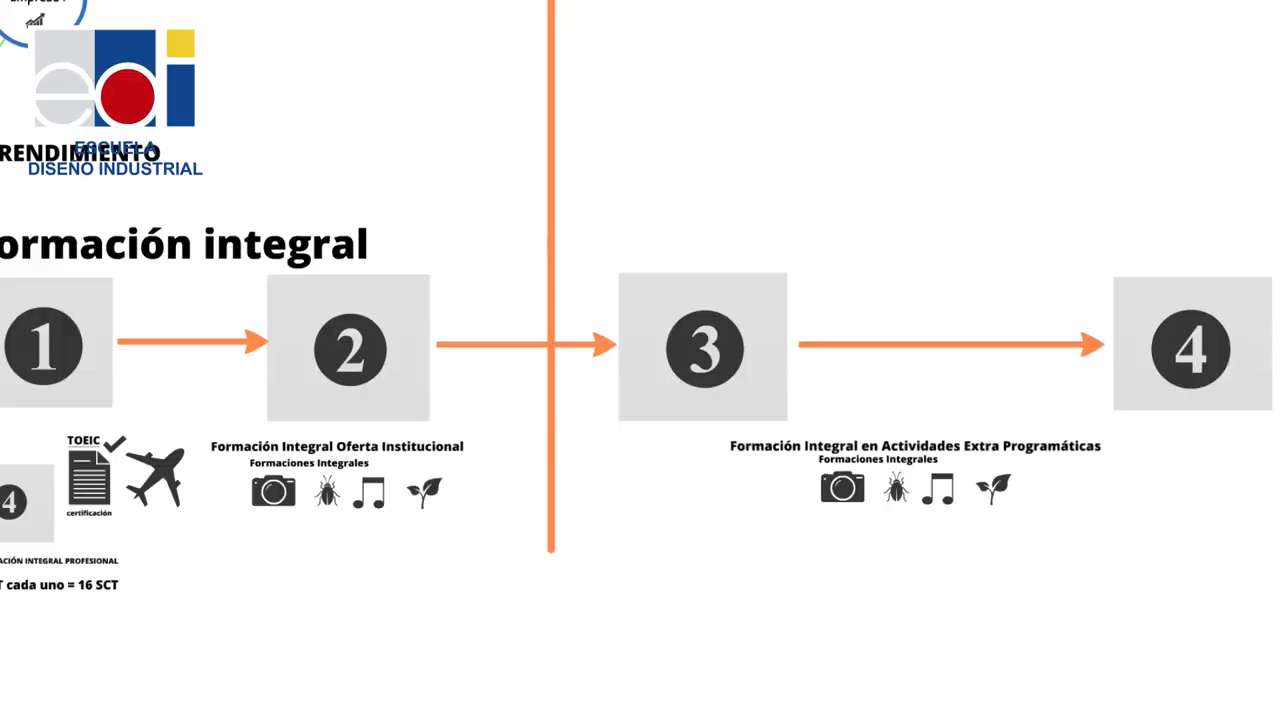 edi
ESCUELA
DISEÑO INDUSTRIAL
RENDIMIENTO
ormación integral
1
2
3
4
TOEIC
certificación
4
Formación Integral Oferta Institucional
Formaciones Integrales
Formación Integral en Actividades Extra Programáticas
Formaciones Integrales
ACIÓN INTEGRAL PROFESIONAL
T cada uno = 16 SCT